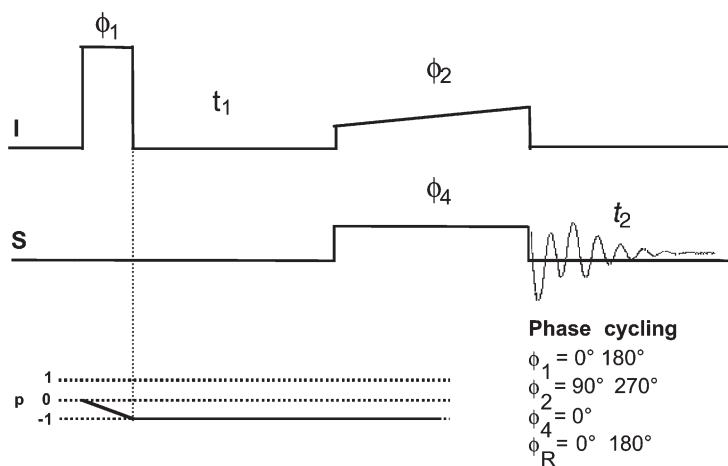 ϕ1
ϕ2
t1
I
ϕ4
t2
S
Phase cycling
ϕ1 = 0° 180°
ϕ2 = 90° 270°
ϕ4 = 0°
ϕR = 0° 180°
1
p 0
-1